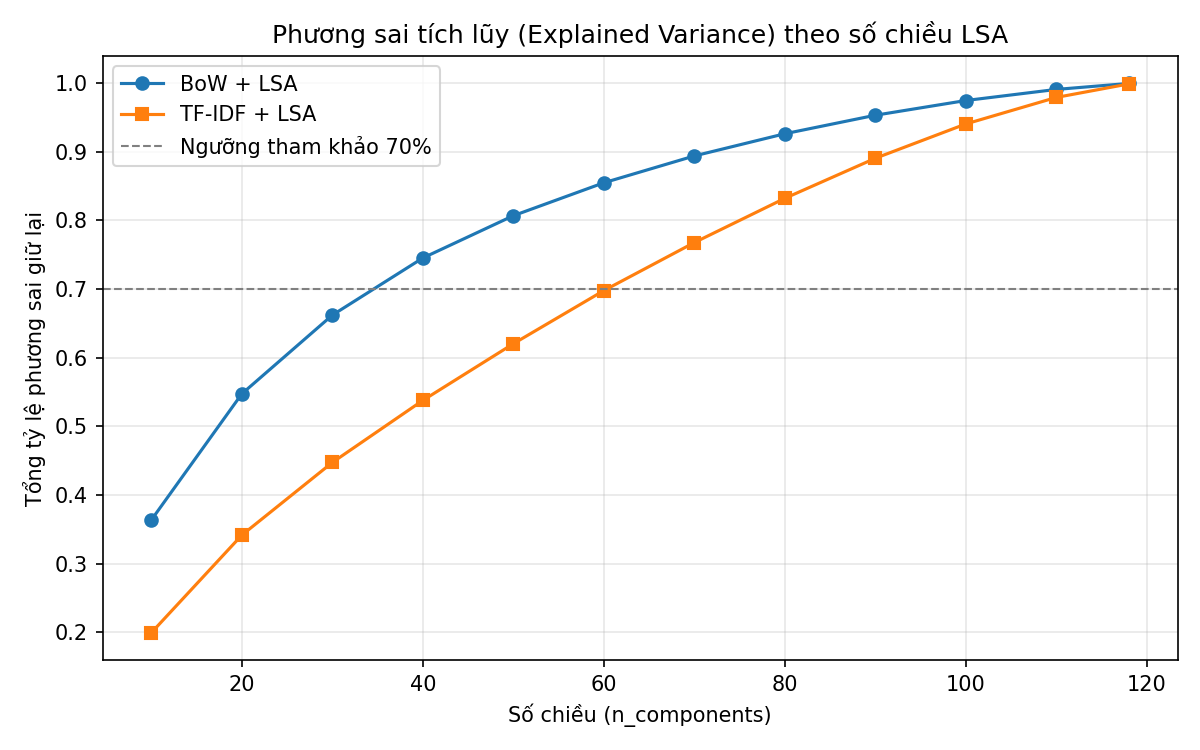 Phương sai tích lũy (Explained Variance) theo số chiều LSA
BoW + LSA
TF-IDF + LSA
Ngưỡng tham khảo 70%
Tổng tỷ lệ phương sai giữ lại
1.0
0.9
0.8
0.7
0.6
0.5
0.4
0.3
0.2
20 40 60 80 100 120
Số chiều (n_components)